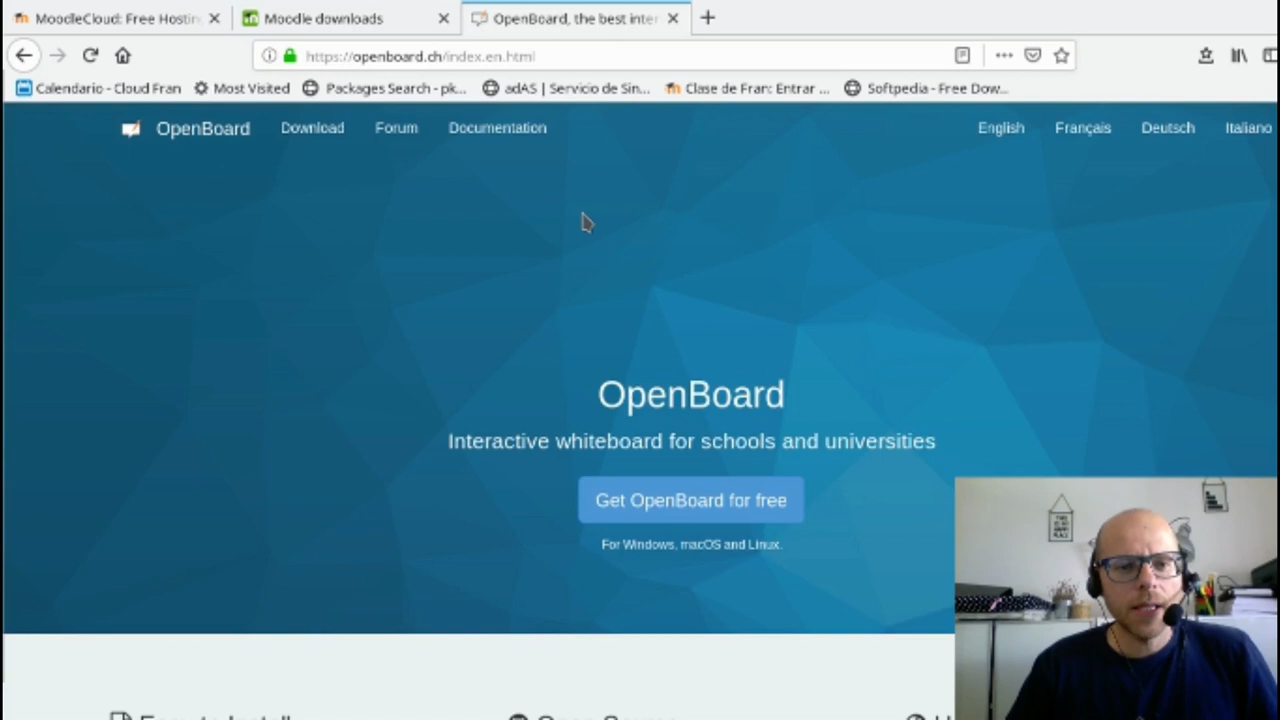 MoodleCloud: Free Hostin
Moodle downloads
OpenBoard, the best inter
https://openboard.ch/index.en.html
Calendario - Cloud Fran
Most Visited
Packages Search - pk...
adAS | Servicio de Sin...
Clase de Fran: Entrar ...
Softpedia - Free Dow...
OpenBoard
Download
Forum
Documentation
English
Français
Deutsch
Italiano
OpenBoard
Interactive whiteboard for schools and universities
Get OpenBoard for free
For Windows, macOS and Linux.